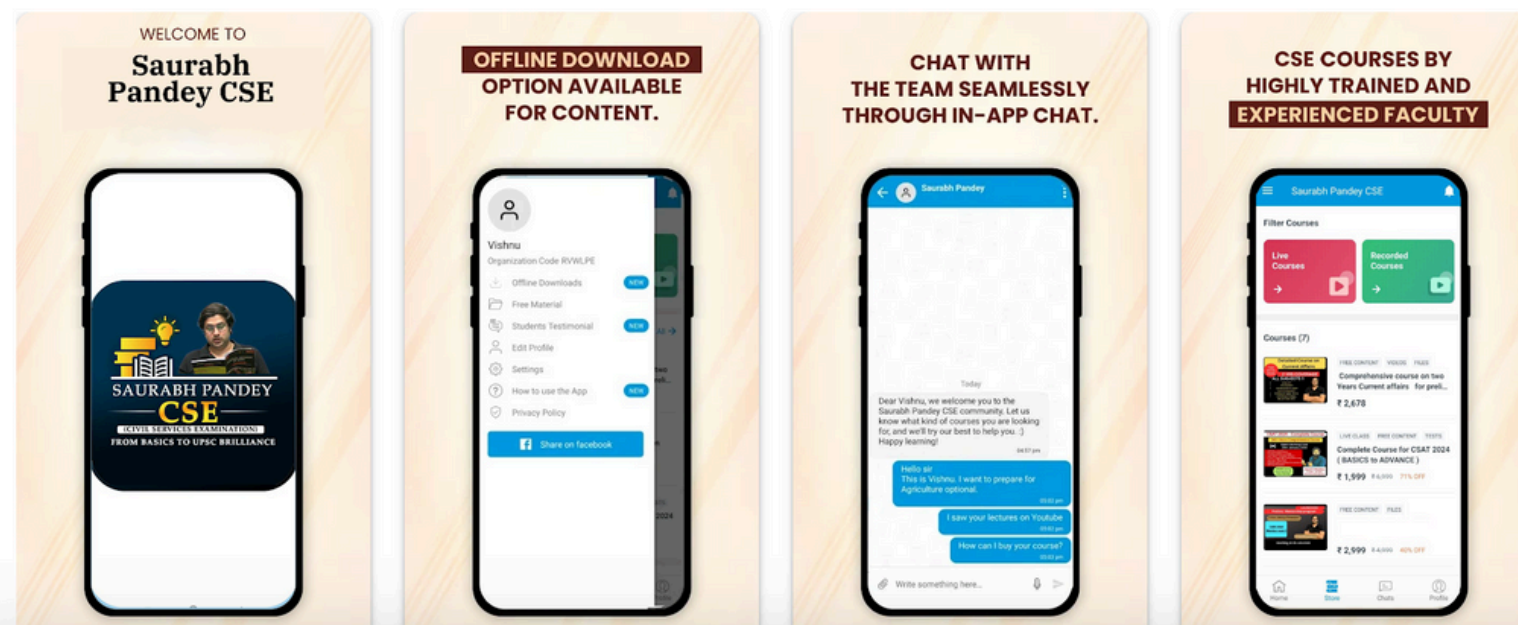 WELCOME TO
Saurabh
Pandey CSE
SAURABH PANDEY
CSE
(CIVIL SERVICES EXAMINATION)
FROM BASICS TO UPSC BRILLIANCE
OFFLINE DOWNLOAD
OPTION AVAILABLE
FOR CONTENT.
Vishnu
Organization Code RVWLPE
Offline Downloads NEW
Free Material
Students Testimonial NEW
Edit Profile
Settings
How to use the App NEW
Privacy Policy
Share on facebook
2024
CHAT WITH
THE TEAM SEAMLESSLY
THROUGH IN-APP CHAT.
Saurabh Pandey
Today
Dear Vishnu, we welcome you to the
Saurabh Pandey CSE community. Let us
know what kind of courses you are looking
for, and we'll try our best to help you. :)
Happy learning!
04:57 pm
Hello sir
This is Vishnu. I want to prepare for
Agriculture optional.
I saw your lectures on Youtube
How can I buy your course?
Write something here...
CSE COURSES BY
HIGHLY TRAINED AND
EXPERIENCED FACULTY
Saurabh Pandey CSE
Filter Courses
Live
Courses
Recorded
Courses
Courses (7)
FREE CONTENT VIDEOS FILES
Comprehensive course on two
Years Current affairs for preli...
₹ 2,678
LIVE CLASS FREE CONTENT TESTS
Complete Course for CSAT 2024
( BASICS to ADVANCE )
₹ 1,999 71% OFF
FREE CONTENT FILES
₹ 2,999 40% OFF
Home Store Chats Profile